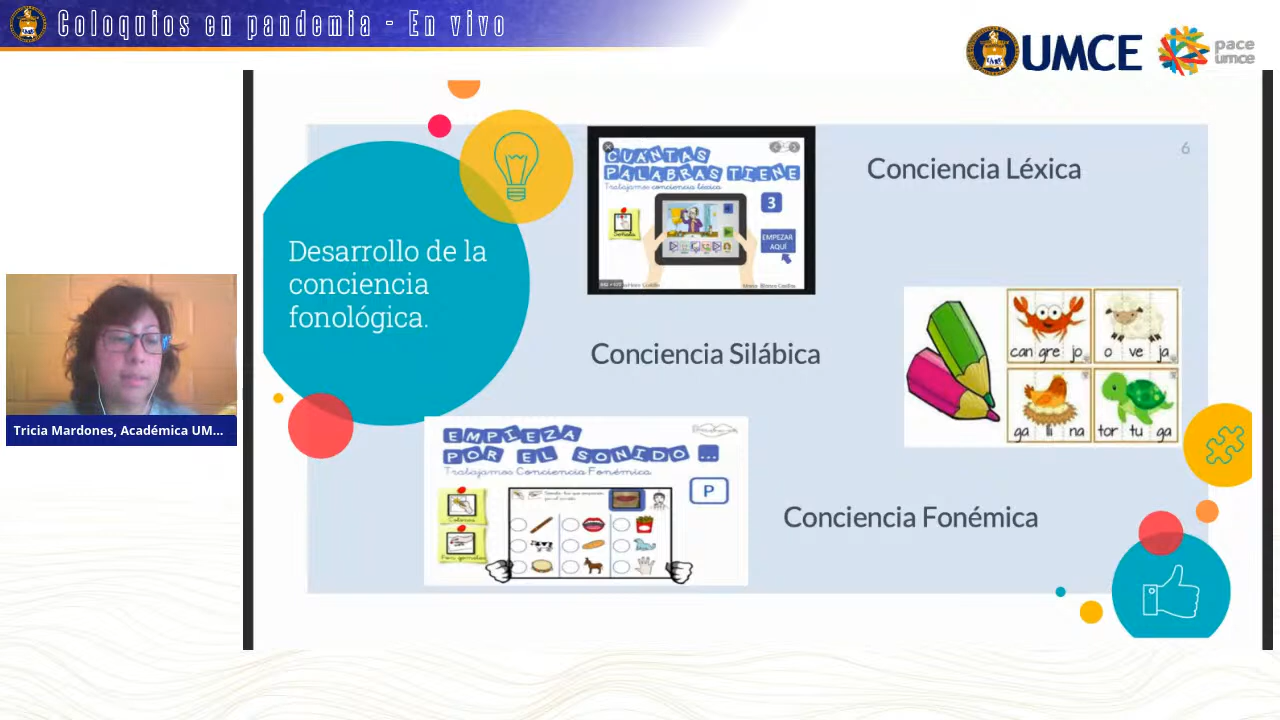 Coloquios en pandemia - En vivo
UMCE
pace
umce
6
Desarrollo de la
conciencia
fonológica.
CUÁNTAS
PALABRAS TIENE
Trabajamos conciencia léxica
3
EMPEZAR
AQUÍ
Conciencia Léxica
Conciencia Silábica
can gre jo
o ve ja
ga lli na
tor tu ga
EMPIEZA
POR EL SONIDO ...
Trabajamos Conciencia Fonémica
P
Colorea
Conciencia Fonémica
Tricia Mardones, Académica UM...